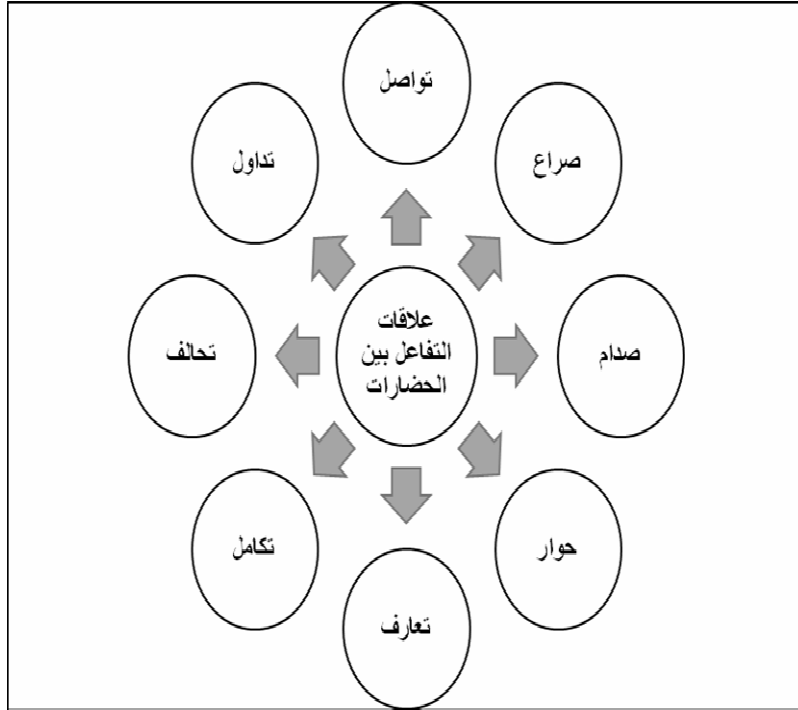 تواصل
صراع
تداول
علاقات
التفاعل بين
الحضارات
صدام
تحالف
حوار
تكامل
تعارف